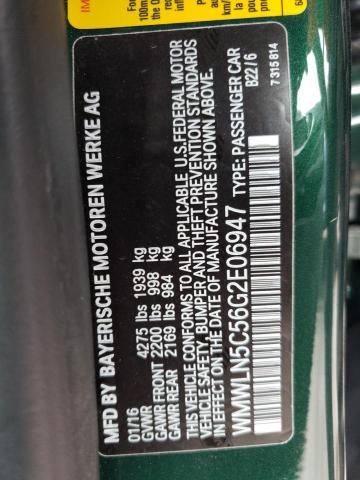 MFD BY BAYERISCHE MOTOREN WERKE AG
01/16
GVWR 4275 lbs 1939 kg
GAWR FRONT 2200 lbs 998 kg
GAWR REAR 2169 lbs 984 kg
THIS VEHICLE CONFORMS TO ALL APPLICABLE U.S. FEDERAL MOTOR
VEHICLE SAFETY, BUMPER AND THEFT PREVENTION STANDARDS
IN EFFECT ON THE DATE OF MANUFACTURE SHOWN ABOVE.
WMWLN5C56G2E06947 TYPE: PASSENGER CAR
B22/6
7315814